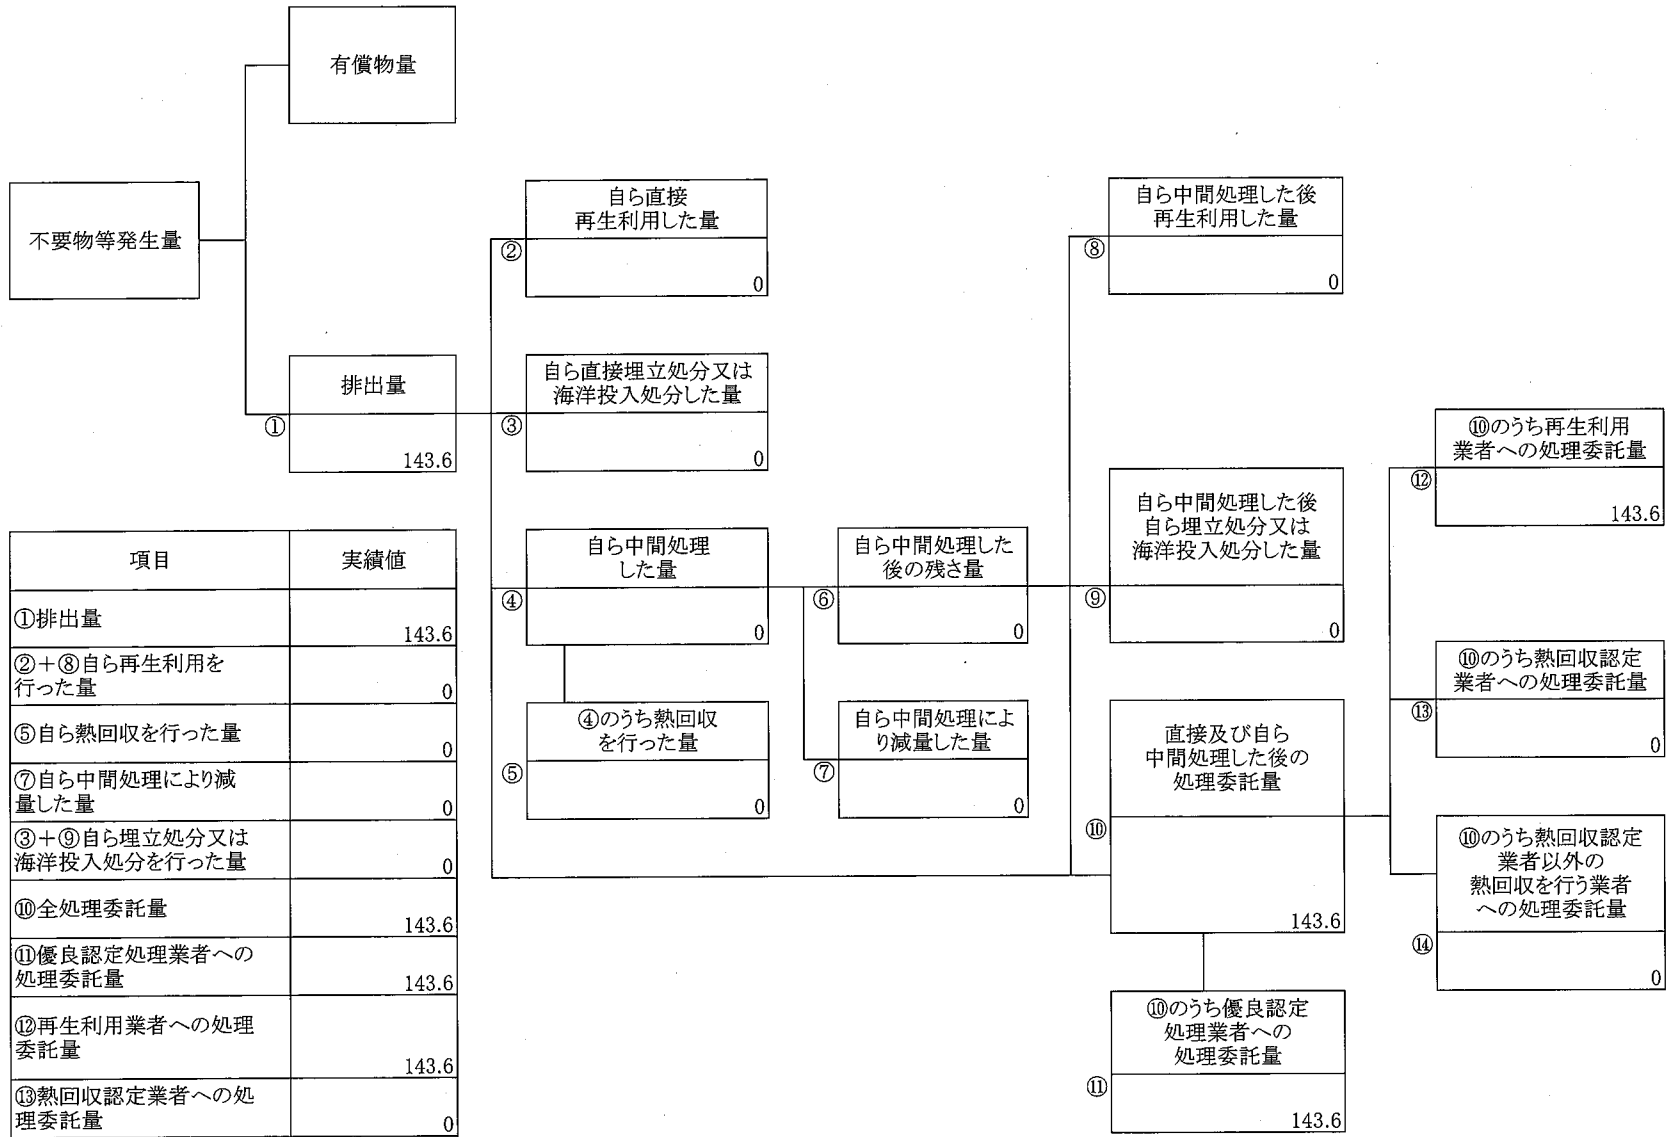 有償物量
不要物等発生量
排出量
①
143.6
自ら直接
再生利用した量
②
0
自ら直接埋立処分又は
海洋投入処分した量
③
0
自ら中間処理
した量
④
0
④のうち熱回収
を行った量
⑤
0
自ら中間処理した
後の残さ量
⑥
0
自ら中間処理によ
り減量した量
⑦
0
自ら中間処理した後
再生利用した量
⑧
0
自ら中間処理した後
自ら埋立処分又は
海洋投入処分した量
⑨
0
直接及び自ら
中間処理した後の
処理委託量
⑩
143.6
⑩のうち優良認定
処理業者への
処理委託量
⑪
143.6
⑩のうち再生利用
業者への処理委託量
⑫
143.6
⑩のうち熱回収認定
業者への処理委託量
⑬
0
⑩のうち熱回収認定
業者以外の
熱回収を行う業者
への処理委託量
⑭
0
項目 実績値
①排出量
143.6
②＋⑧自ら再生利用を
行った量
0
⑤自ら熱回収を行った量
0
⑦自ら中間処理により減
量した量
0
③＋⑨自ら埋立処分又は
海洋投入処分を行った量
0
⑩全処理委託量
143.6
⑪優良認定処理業者への
処理委託量
143.6
⑫再生利用業者への処理
委託量
143.6
⑬熱回収認定業者への処
理委託量
0